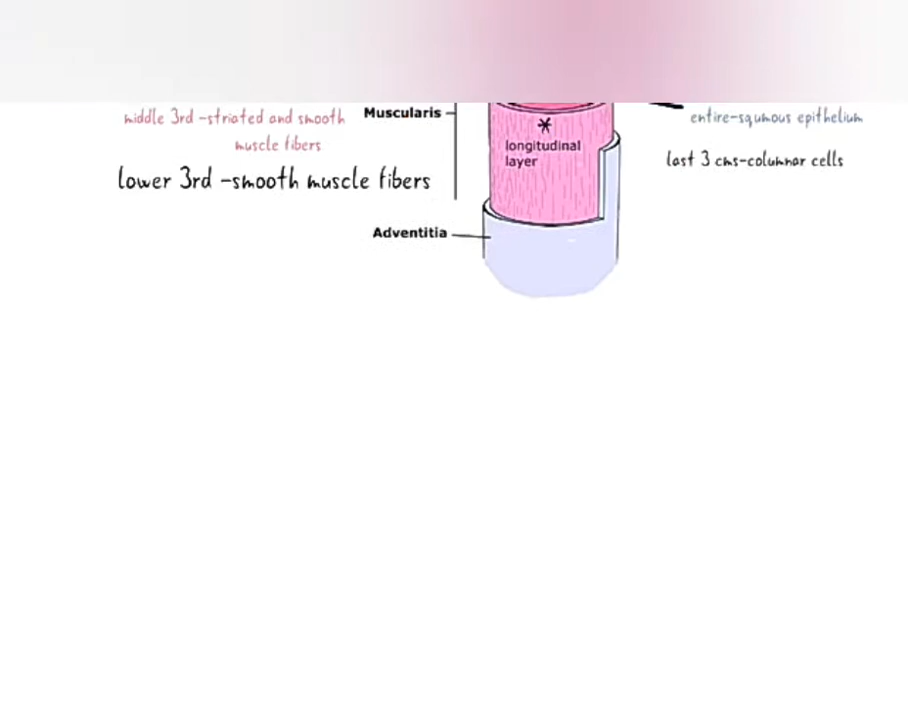 middle 3rd -striated and smooth
muscle fibers
lower 3rd -smooth muscle fibers
Muscularis
longitudinal
layer
Adventitia
entire-squmous epithelium
last 3 cms-columnar cells